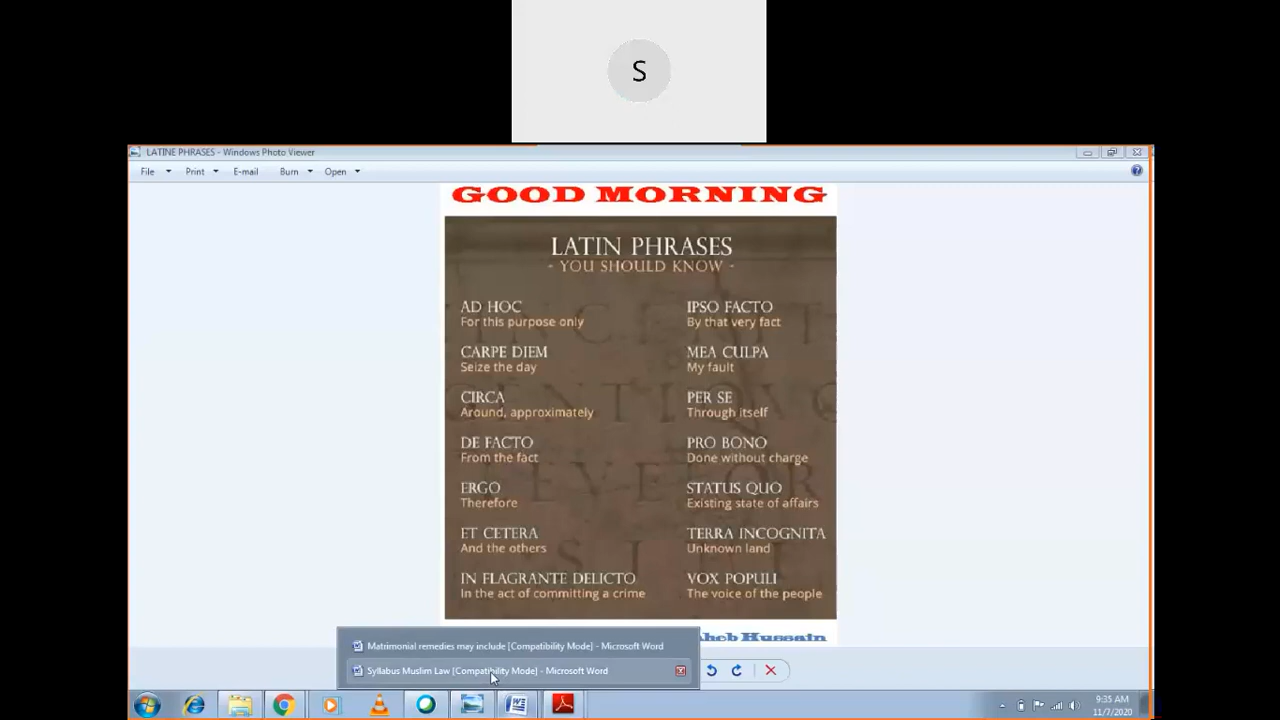 S
LATINE PHRASES - Windows Photo Viewer
File Print E-mail Burn Open
GOOD MORNING
LATIN PHRASES
- YOU SHOULD KNOW -
AD HOC
For this purpose only
CARPE DIEM
Seize the day
CIRCA
Around, approximately
DE FACTO
From the fact
ERGO
Therefore
ET CETERA
And the others
IN FLAGRANTE DELICTO
In the act of committing a crime
IPSO FACTO
By that very fact
MEA CULPA
My fault
PER SE
Through itself
PRO BONO
Done without charge
STATUS QUO
Existing state of affairs
TERRA INCOGNITA
Unknown land
VOX POPULI
The voice of the people
Hussain
Matrimonial remedies may include [Compatibility Mode] - Microsoft Word
Syllabus Muslim Law [Compatibility Mode] - Microsoft Word
9:35 AM
11/7/2020